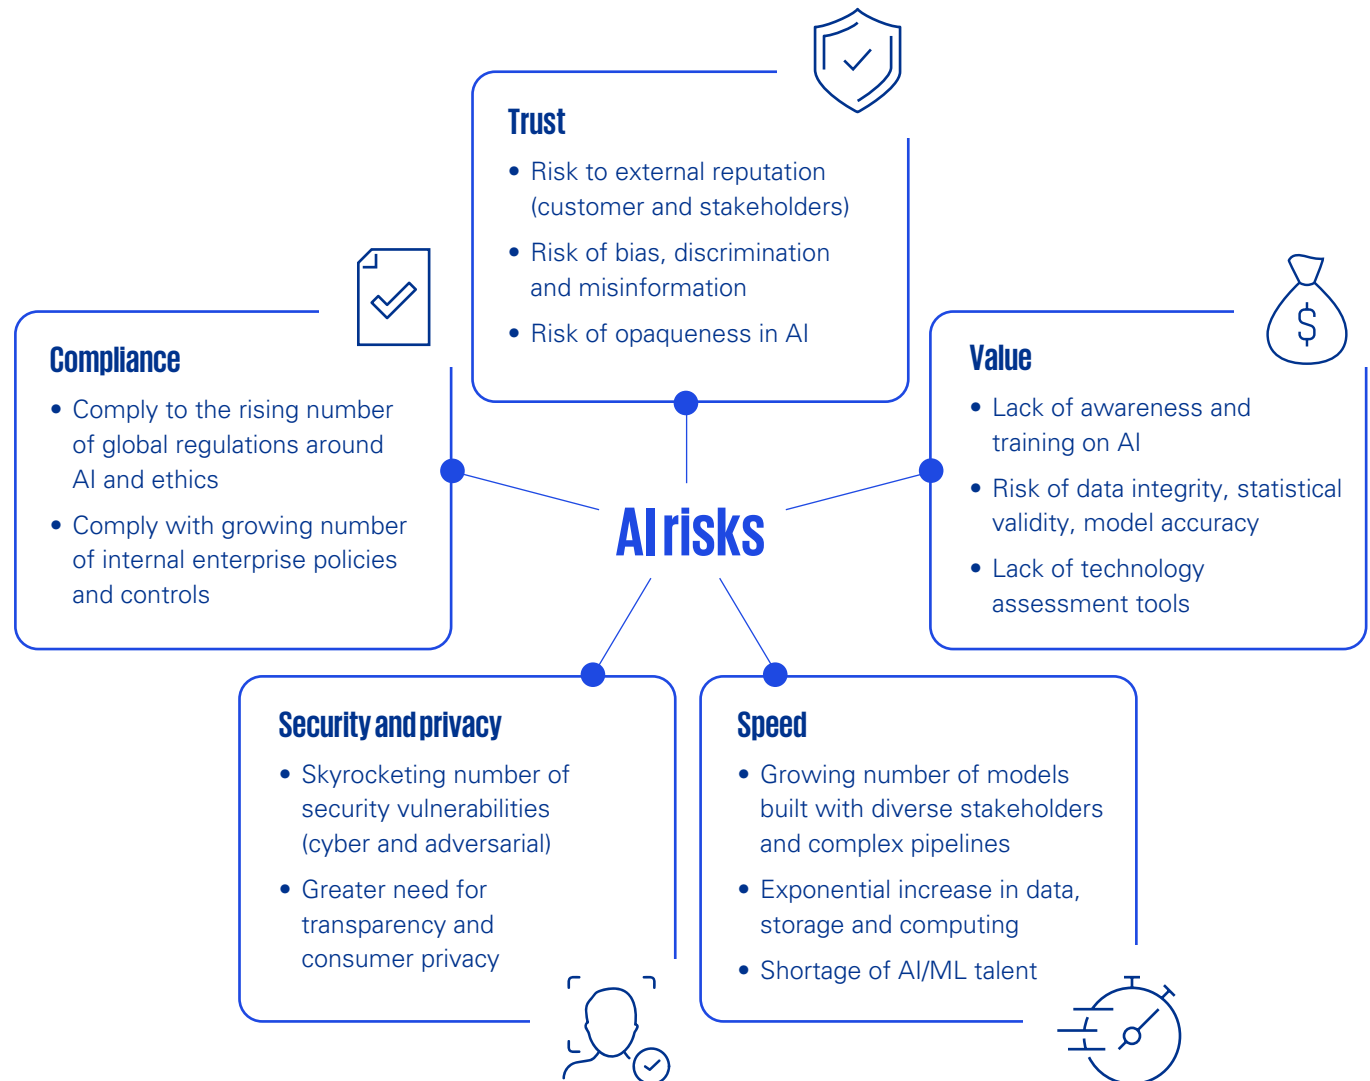 Trust
• Risk to external reputation
(customer and stakeholders)
• Risk of bias, discrimination
and misinformation
• Risk of opaqueness in AI
Compliance
• Comply to the rising number
of global regulations around
AI and ethics
• Comply with growing number
of internal enterprise policies
and controls
Value
• Lack of awareness and
training on AI
• Risk of data integrity, statistical
validity, model accuracy
• Lack of technology
assessment tools
$
AI risks
Security and privacy
• Skyrocketing number of
security vulnerabilities
(cyber and adversarial)
• Greater need for
transparency and
consumer privacy
Speed
• Growing number of models
built with diverse stakeholders
and complex pipelines
• Exponential increase in data,
storage and computing
• Shortage of AI/ML talent